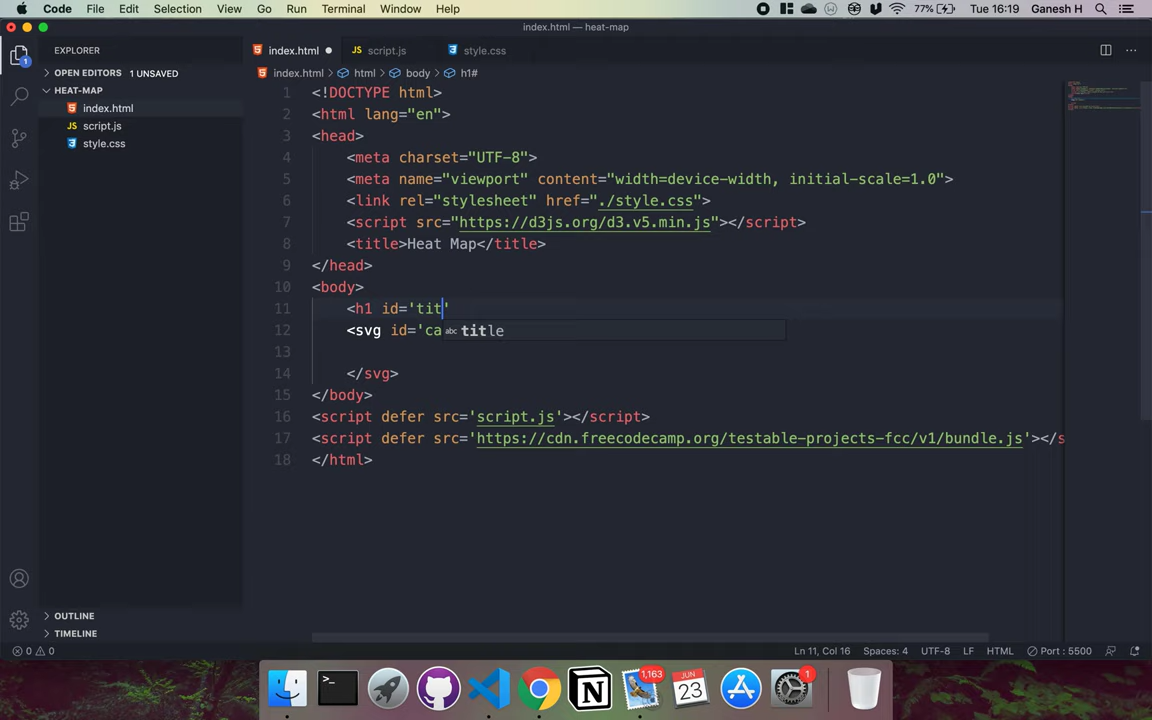 Code File Edit Selection View Go Run Terminal Window Help 77% Tue 16:19 Ganesh H
index.html — heat-map
EXPLORER
index.html ● script.js style.css
OPEN EDITORS 1 UNSAVED
index.html > html > body > h1#
HEAT-MAP
index.html
script.js
style.css
1 <!DOCTYPE html>
2 <html lang="en">
3 <head>
4 <meta charset="UTF-8">
5 <meta name="viewport" content="width=device-width, initial-scale=1.0">
6 <link rel="stylesheet" href="./style.css">
7 <script src="https://d3js.org/d3.v5.min.js"></script>
8 <title>Heat Map</title>
9 </head>
10 <body>
11 <h1 id='tit'
12 <svg id='ca
abc title
13
14 </svg>
15 </body>
16 <script defer src='script.js'></script>
17 <script defer src='https://cdn.freecodecamp.org/testable-projects-fcc/v1/bundle.js'></s
18 </html>
OUTLINE
TIMELINE
0 0 Ln 11, Col 16 Spaces: 4 UTF-8 LF HTML Port : 5500
1,163
JUN
23
1